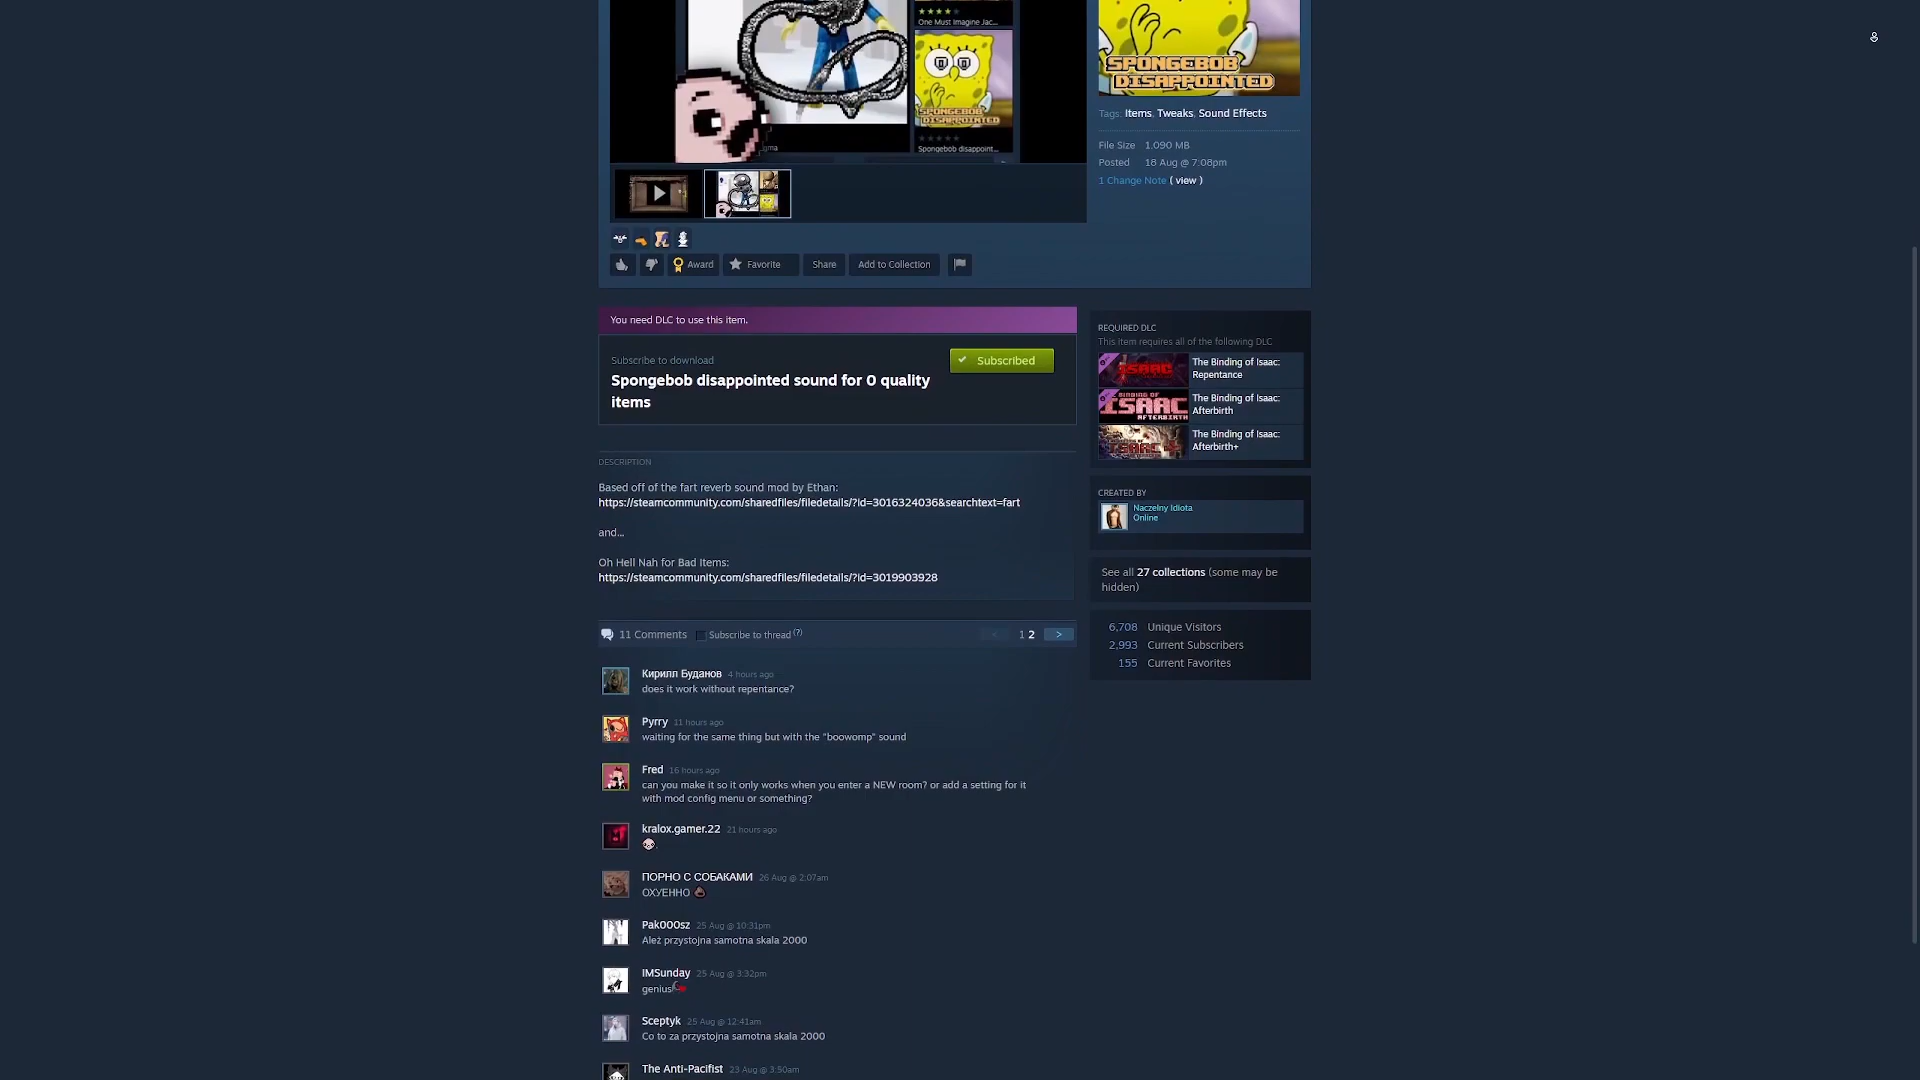 One Must Imagine Jac...
SPONGEBOB
DISAPPOINTED
Spongebob disappoint...
SPONGEBOB
DISAPPOINTED
Tags: Items, Tweaks, Sound Effects
File Size 1.090 MB
Posted 18 Aug @ 7:08pm
1 Change Note ( view )
Award
Favorite
Share
Add to Collection
You need DLC to use this item.
Subscribe to download
Spongebob disappointed sound for 0 quality
items
Subscribed
DESCRIPTION
Based off of the fart reverb sound mod by Ethan:
https://steamcommunity.com/sharedfiles/filedetails/?id=3016324036&searchtext=fart
and...
Oh Hell Nah for Bad Items:
https://steamcommunity.com/sharedfiles/filedetails/?id=3019903928
11 Comments Subscribe to thread (?)
< 1 2 >
Кирилл Буданов 4 hours ago
does it work without repentance?
Pyrry 11 hours ago
waiting for the same thing but with the "boowomp" sound
Fred 16 hours ago
can you make it so it only works when you enter a NEW room? or add a setting for it
with mod config menu or something?
kralox.gamer.22 21 hours ago
ПОРНО С СОБАКАМИ 26 Aug @ 2:07am
ОХУЕННО
Pak000sz 25 Aug @ 10:31pm
Ależ przystojna samotna skala 2000
IMSunday 25 Aug @ 3:32pm
genius
Sceptyk 25 Aug @ 12:41am
Co to za przystojna samotna skala 2000
The Anti-Pacifist 23 Aug @ 3:50am
REQUIRED DLC
This item requires all of the following DLC
ISAAC
The Binding of Isaac:
Repentance
BINDING OF
ISAAC
AFTERBIRTH
The Binding of Isaac:
Afterbirth
ISAAC
The Binding of Isaac:
Afterbirth+
CREATED BY
Naczelny Idiota
Online
See all 27 collections (some may be
hidden)
6,708 Unique Visitors
2,993 Current Subscribers
155 Current Favorites